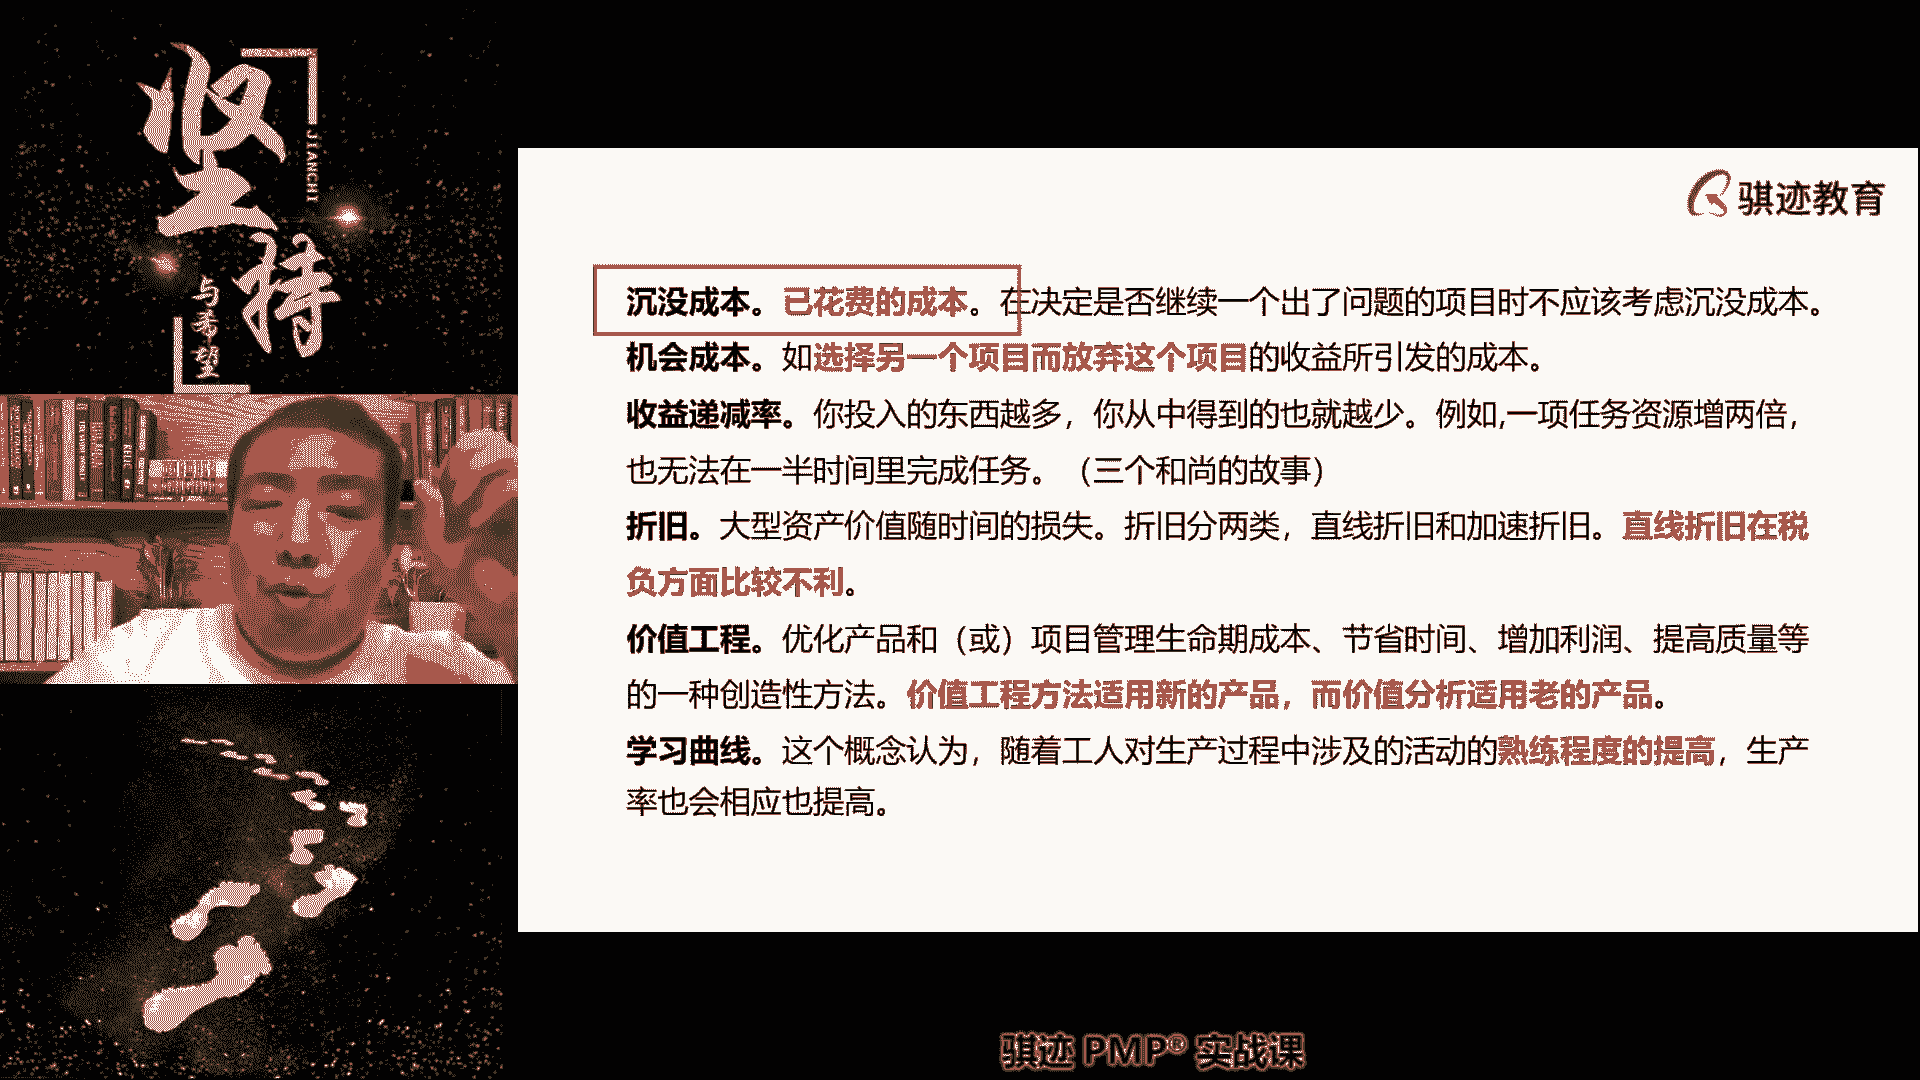 坚持
JIANCHI
与希望
骐迹教育
沉没成本。已花费的成本。在决定是否继续一个出了问题的项目时不应该考虑沉没成本。
机会成本。如选择另一个项目而放弃这个项目的收益所引发的成本。
收益递减率。你投入的东西越多，你从中得到的也就越少。例如,一项任务资源增两倍，
也无法在一半时间里完成任务。（三个和尚的故事）
折旧。大型资产价值随时间的损失。折旧分两类，直线折旧和加速折旧。直线折旧在税
负方面比较不利。
价值工程。优化产品和（或）项目管理生命期成本、节省时间、增加利润、提高质量等
的一种创造性方法。价值工程方法适用新的产品，而价值分析适用老的产品。
学习曲线。这个概念认为，随着工人对生产过程中涉及的活动的熟练程度的提高，生产
率也会相应也提高。
骐迹 PMP® 实战课